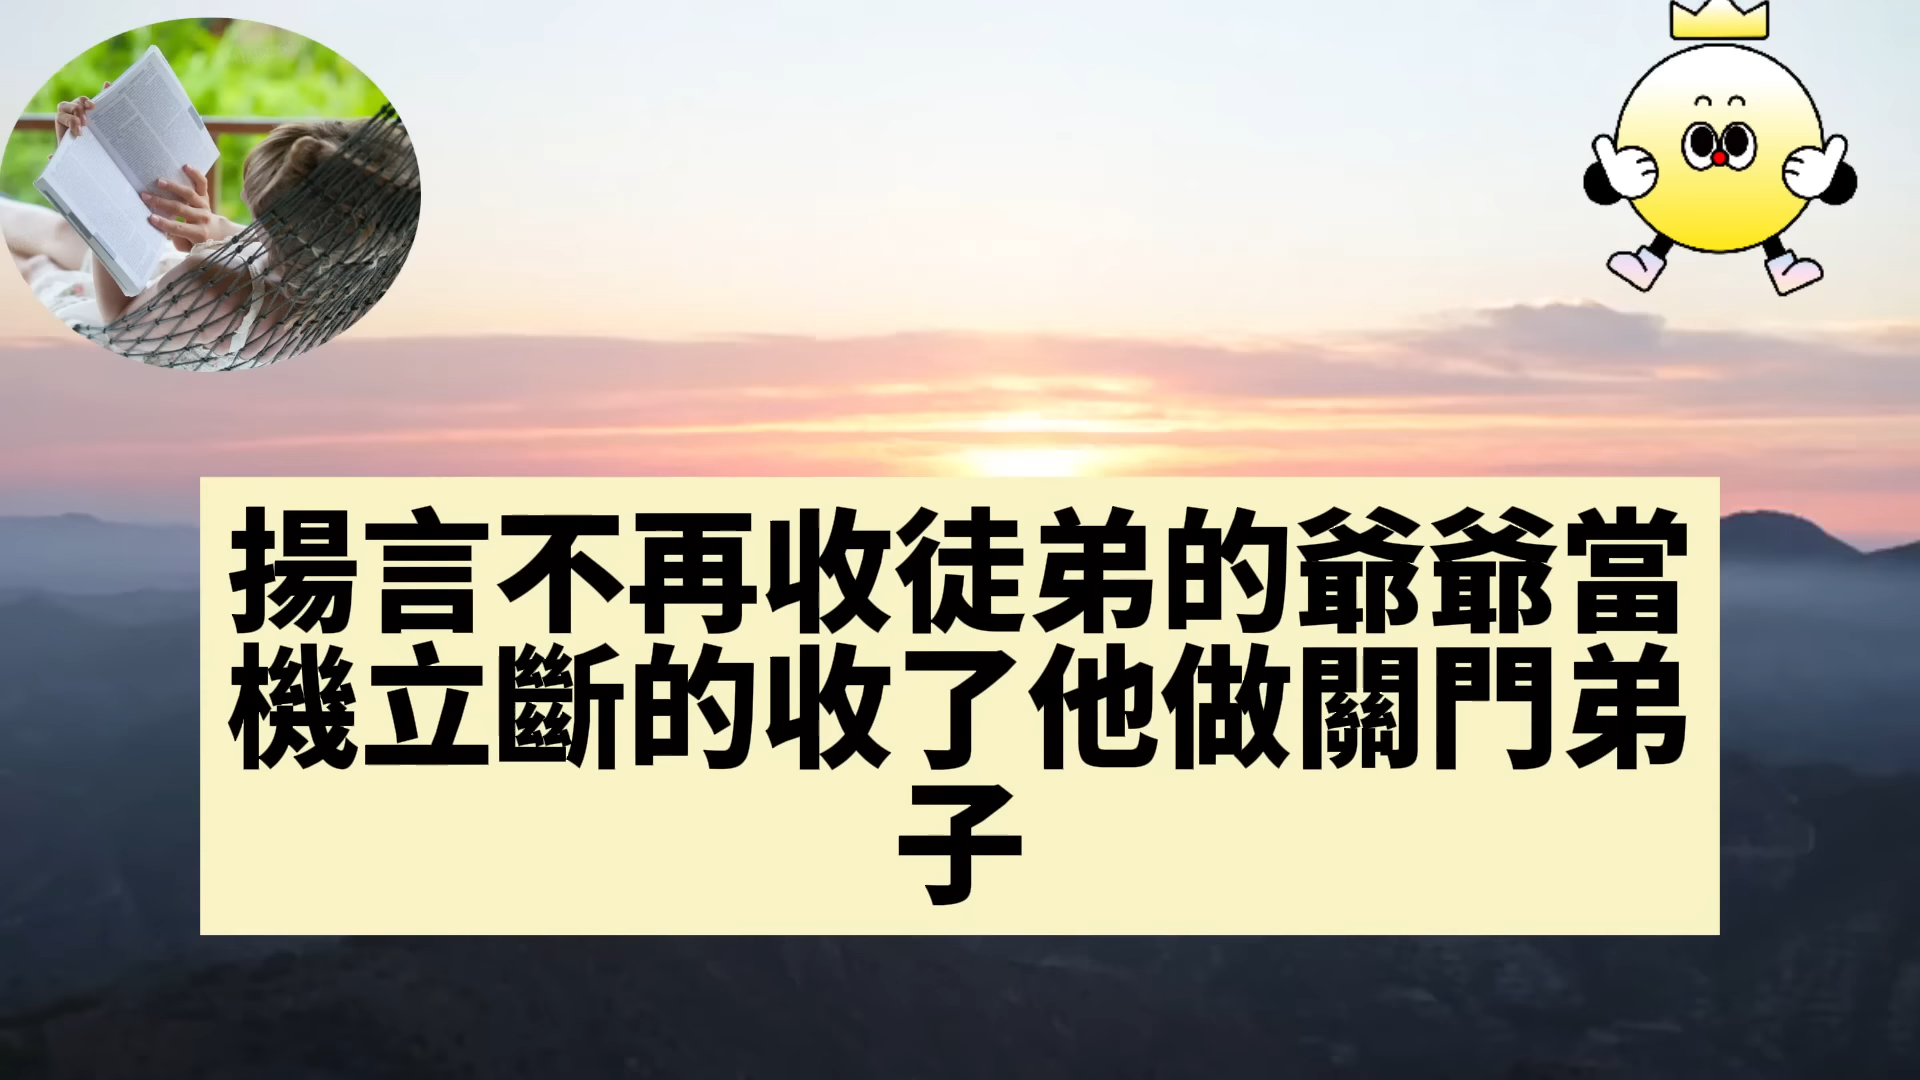 揚言不再收徒弟的爺爺當
機立斷的收了他做關門弟
子